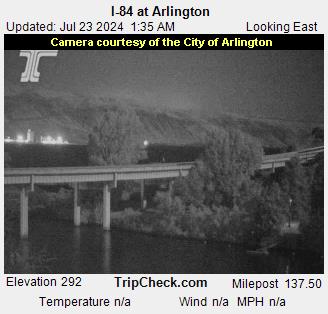 I-84 at Arlington
Updated: Jul 23 2024 1:35 AM Looking East
Camera courtesy of the City of Arlington
Elevation 292 TripCheck.com Milepost 137.50
Temperature n/a Wind n/a MPH n/a